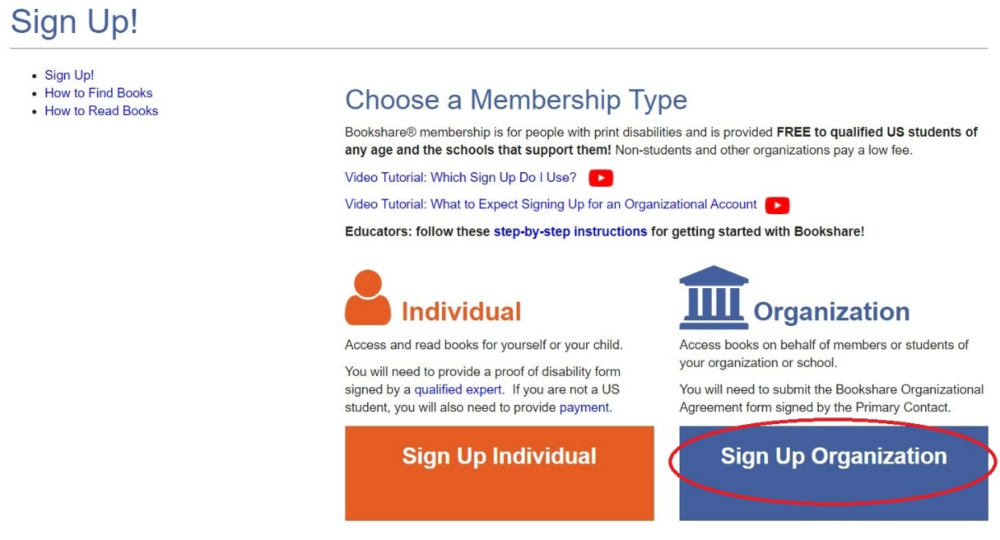 Sign Up!
Sign Up!
How to Find Books
How to Read Books
Choose a Membership Type
Bookshare® membership is for people with print disabilities and is provided FREE to qualified US students of
any age and the schools that support them! Non-students and other organizations pay a low fee.
Video Tutorial: Which Sign Up Do I Use?
Video Tutorial: What to Expect Signing Up for an Organizational Account
Educators: follow these step-by-step instructions for getting started with Bookshare!
Individual
Access and read books for yourself or your child.
You will need to provide a proof of disability form
signed by a qualified expert. If you are not a US
student, you will also need to provide payment.
Sign Up Individual
Organization
Access books on behalf of members or students of
your organization or school.
You will need to submit the Bookshare Organizational
Agreement form signed by the Primary Contact.
Sign Up Organization